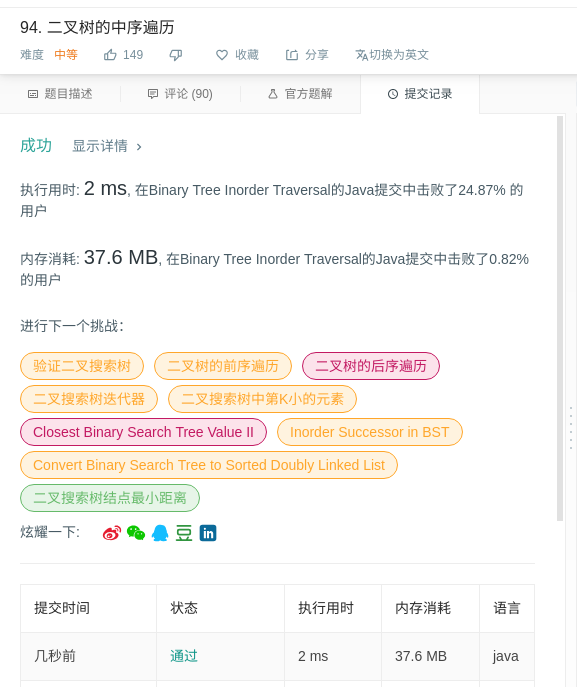 94. 二叉树的中序遍历
难度 中等 149 收藏 分享 切换为英文
题目描述 评论 (90) 官方题解 提交记录
成功 显示详情 >
执行用时: 2 ms, 在Binary Tree Inorder Traversal的Java提交中击败了24.87% 的
用户
内存消耗: 37.6 MB, 在Binary Tree Inorder Traversal的Java提交中击败了0.82%
的用户
进行下一个挑战:
验证二叉搜索树 二叉树的前序遍历 二叉树的后序遍历
二叉搜索树迭代器 二叉搜索树中第K小的元素
Closest Binary Search Tree Value II Inorder Successor in BST
Convert Binary Search Tree to Sorted Doubly Linked List
二叉搜索树结点最小距离
炫耀一下: 豆 in
提交时间 状态 执行用时 内存消耗 语言
几秒前 通过 2 ms 37.6 MB java